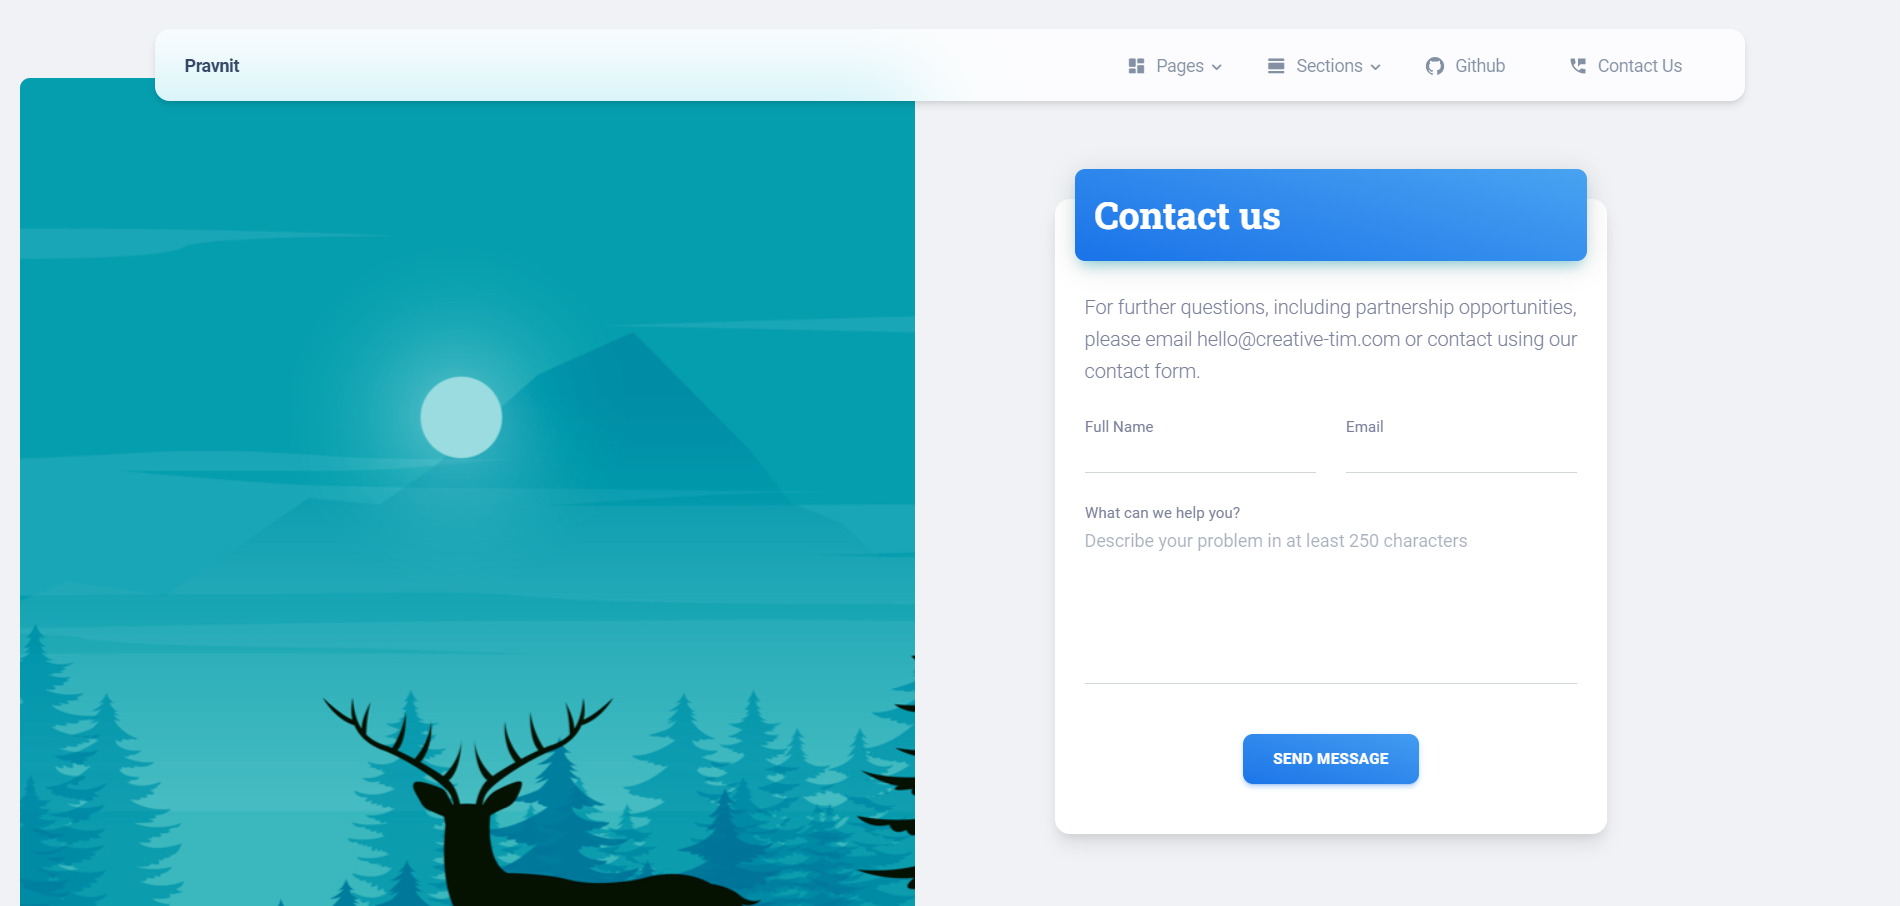 Pravnit
Pages
Sections
Github
Contact Us
Contact us
For further questions, including partnership opportunities,
please email hello@creative-tim.com or contact using our
contact form.
Full Name
Email
What can we help you?
Describe your problem in at least 250 characters
SEND MESSAGE